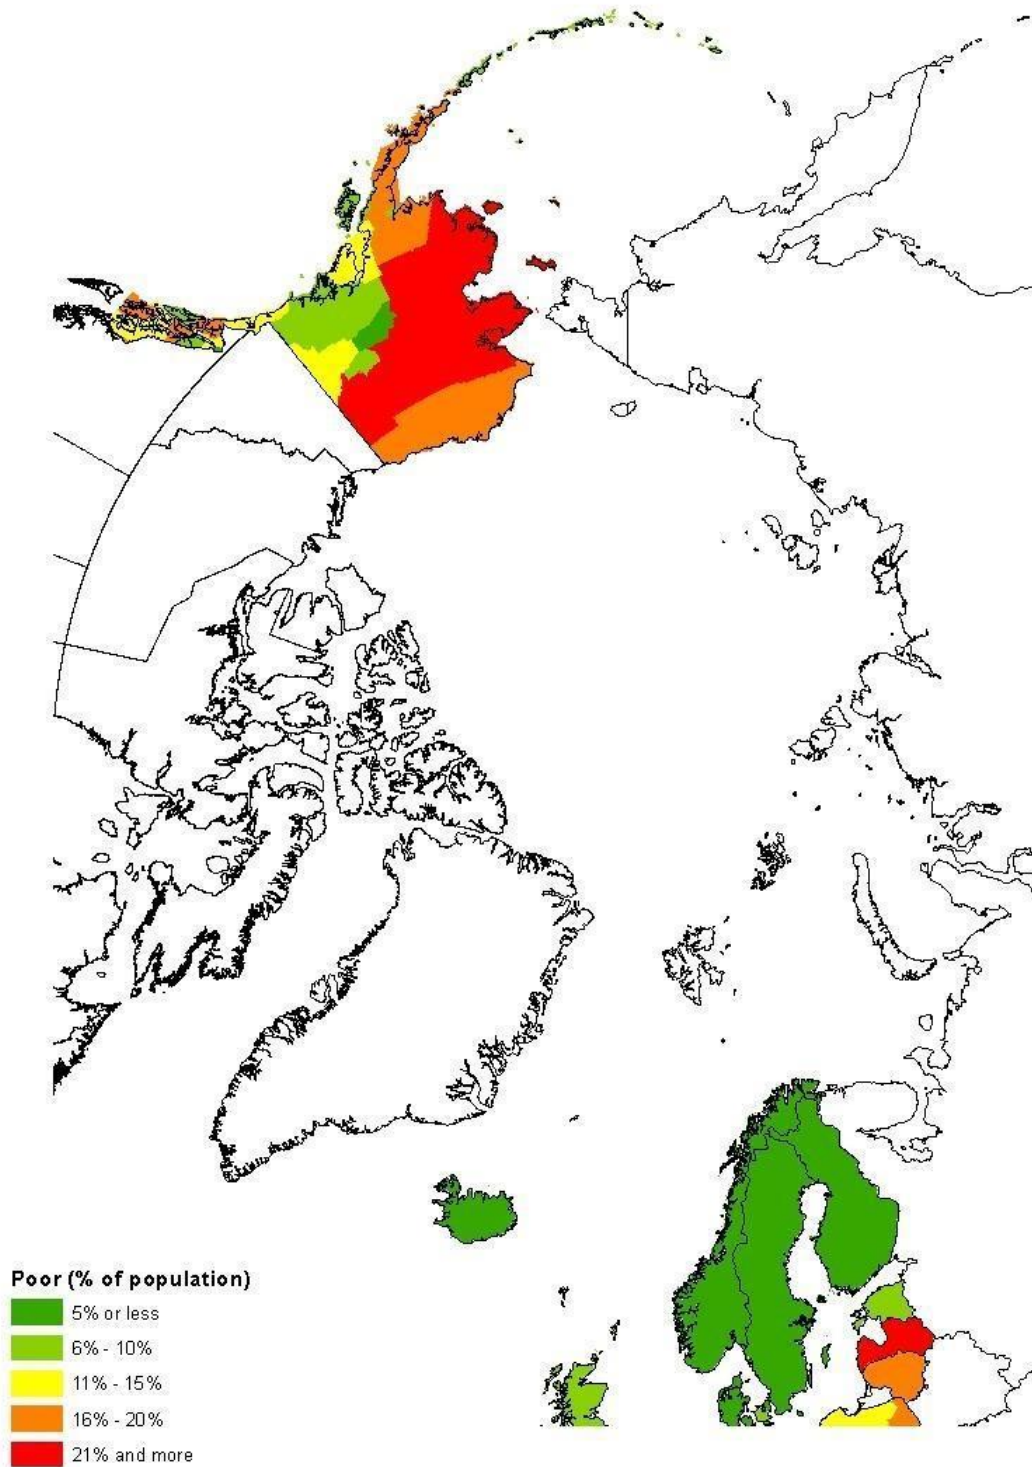 Poor (% of population)
5% or less
6% - 10%
11% - 15%
16% - 20%
21% and more